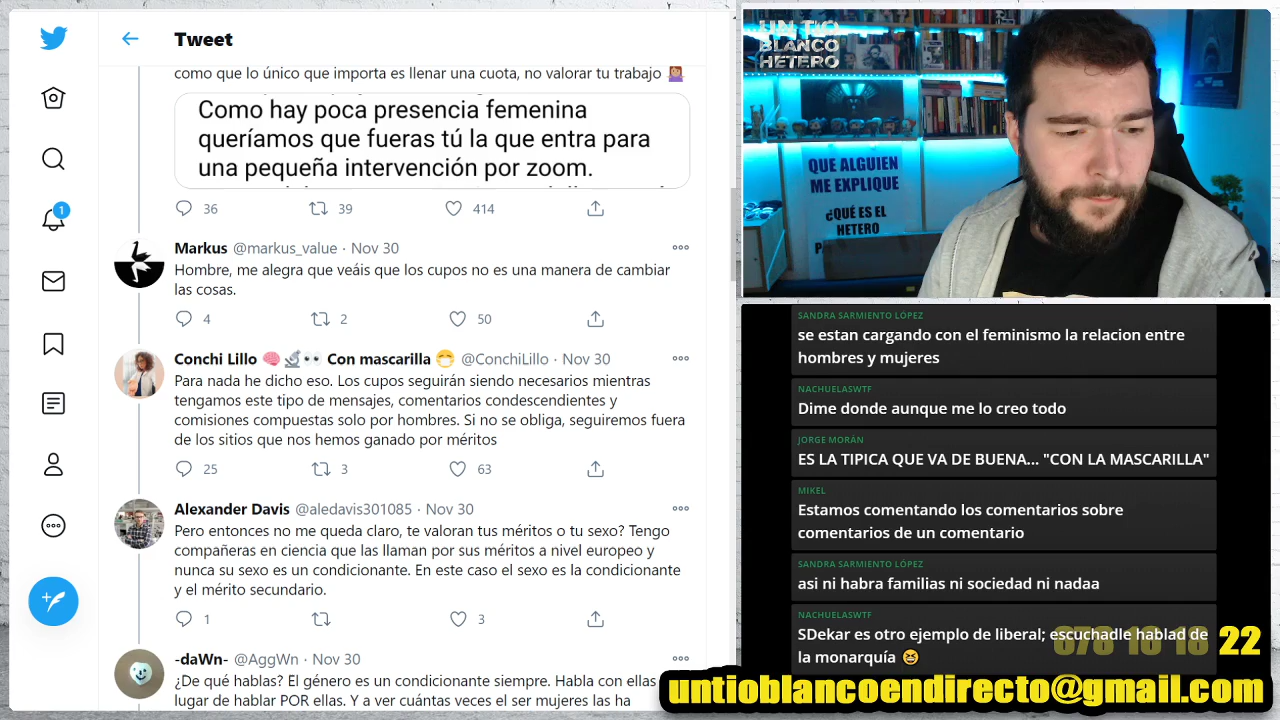 Tweet
como que lo único que importa es llenar una cuota, no valorar tu trabajo
Como hay poca presencia femenina
queríamos que fueras tú la que entra para
una pequeña intervención por zoom.
36
39
414
Markus @markus_value · Nov 30
Hombre, me alegra que veáis que los cupos no es una manera de cambiar
las cosas.
4
2
50
Conchi Lillo 🧠🔬👀 Con mascarilla 😷 @ConchiLillo · Nov 30
Para nada he dicho eso. Los cupos seguirán siendo necesarios mientras
tengamos este tipo de mensajes, comentarios condescendientes y
comisiones compuestas solo por hombres. Si no se obliga, seguiremos fuera
de los sitios que nos hemos ganado por méritos
25
3
63
Alexander Davis @aledavis301085 · Nov 30
Pero entonces no me queda claro, te valoran tus méritos o tu sexo? Tengo
compañeras en ciencia que las llaman por sus méritos a nivel europeo y
nunca su sexo es un condicionante. En este caso el sexo es la condicionante
y el mérito secundario.
1
3
-daWn- @AggWn · Nov 30
¿De qué hablas? El género es un condicionante siempre. Habla con ellas
lugar de hablar POR ellas. Y a ver cuántas veces el ser mujeres las ha
1
UN TIO
BLANCO
HETERO
QUE ALGUIEN
ME EXPLIQUE
¿QUÉ ES EL
HETERO
SANDRA SARMIENTO LÓPEZ
se estan cargando con el feminismo la relacion entre
hombres y mujeres
NACHUELASWTF
Dime donde aunque me lo creo todo
JORGE MORÁN
ES LA TIPICA QUE VA DE BUENA... "CON LA MASCARILLA"
MIKEL
Estamos comentando los comentarios sobre
comentarios de un comentario
SANDRA SARMIENTO LÓPEZ
asi ni habra familias ni sociedad ni nadaa
NACHUELASWTF
SDekar es otro ejemplo de liberal; escuchadle hablad de
la monarquía 😆
22
untioblancoendirecto@gmail.com